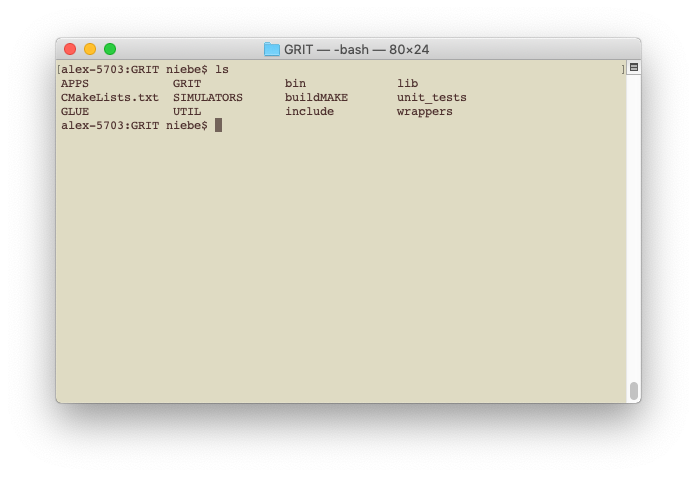 GRIT — -bash — 80×24
[alex-5703:GRIT niebe$ ls ]
APPS GRIT bin lib
CMakeLists.txt SIMULATORS buildMAKE unit_tests
GLUE UTIL include wrappers
alex-5703:GRIT niebe$